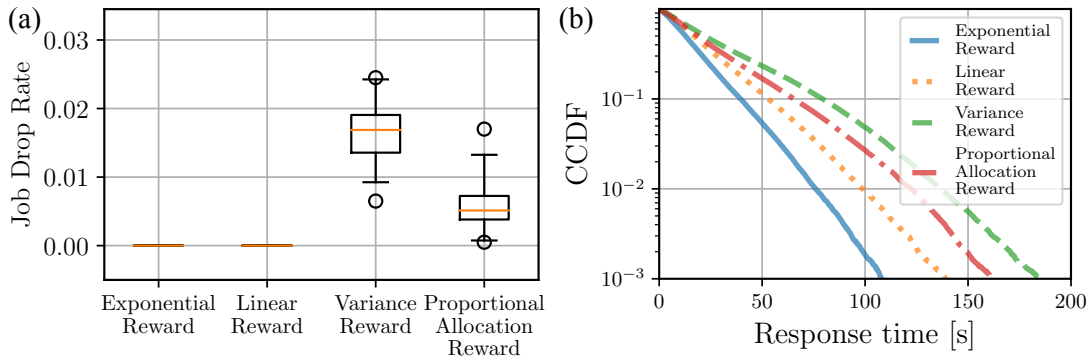 (a)
Job Drop Rate
0.03
0.02
0.01
0.00
Exponential
Reward
Linear
Reward
Variance
Reward
Proportional
Allocation
Reward
(b)
CCDF
10⁻¹
10⁻²
10⁻³
0
50
100
150
200
Response time [s]
Exponential
Reward
Linear
Reward
Variance
Reward
Proportional
Allocation
Reward